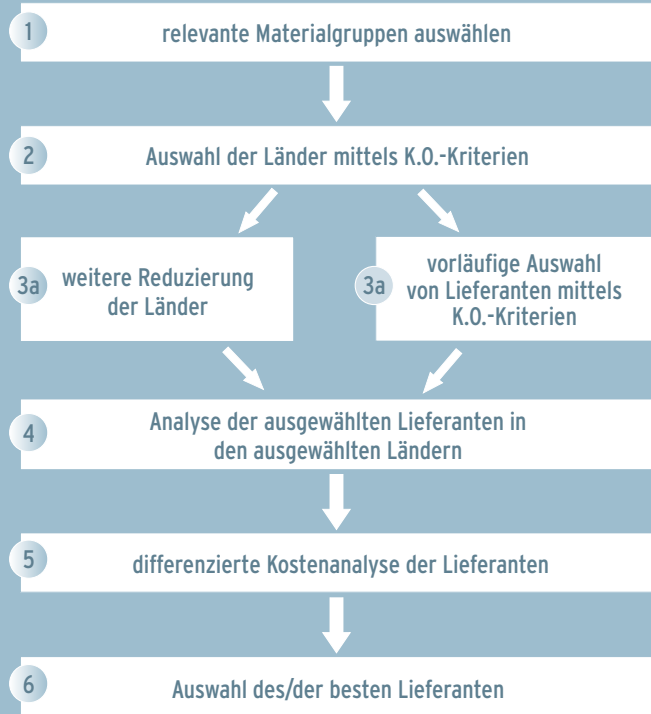 1
relevante Materialgruppen auswählen
2
Auswahl der Länder mittels K.O.-Kriterien
3a
weitere Reduzierung
der Länder
3a
vorläufige Auswahl
von Lieferanten mittels
K.O.-Kriterien
4
Analyse der ausgewählten Lieferanten in
den ausgewählten Ländern
5
differenzierte Kostenanalyse der Lieferanten
6
Auswahl des/der besten Lieferanten